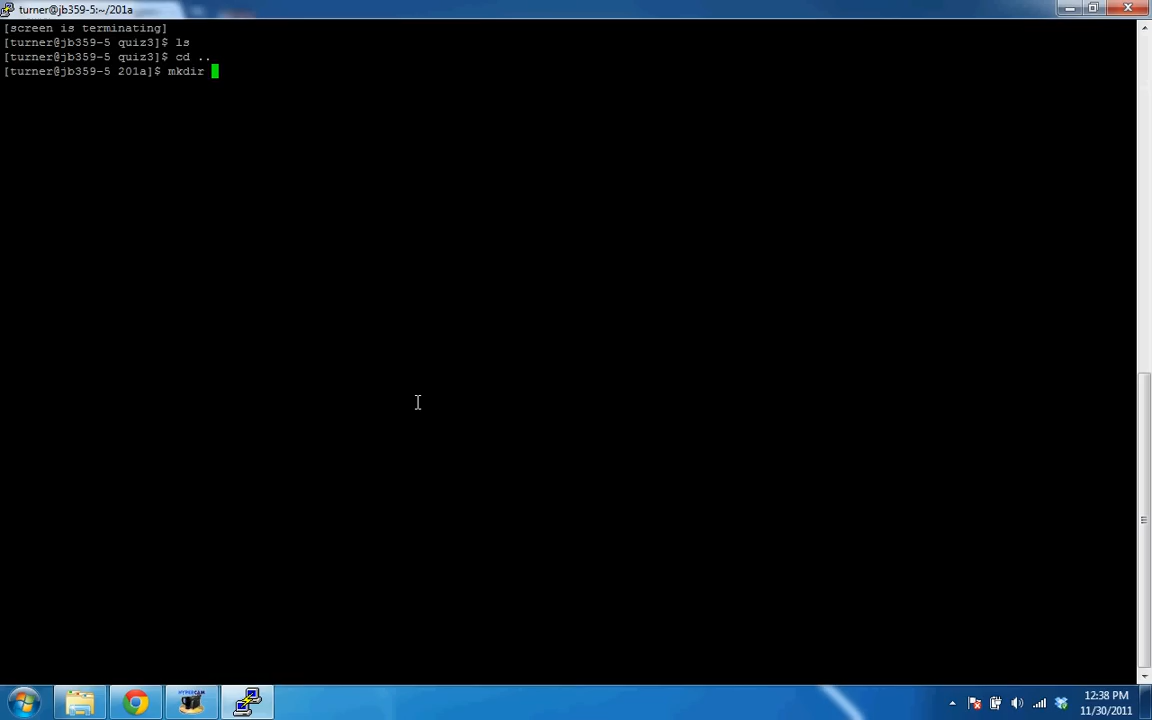 turner@jb359-5:~/201a
[screen is terminating]
[turner@jb359-5 quiz3]$ ls
[turner@jb359-5 quiz3]$ cd ..
[turner@jb359-5 201a]$ mkdir
HYPERCAM
12:38 PM
11/30/2011